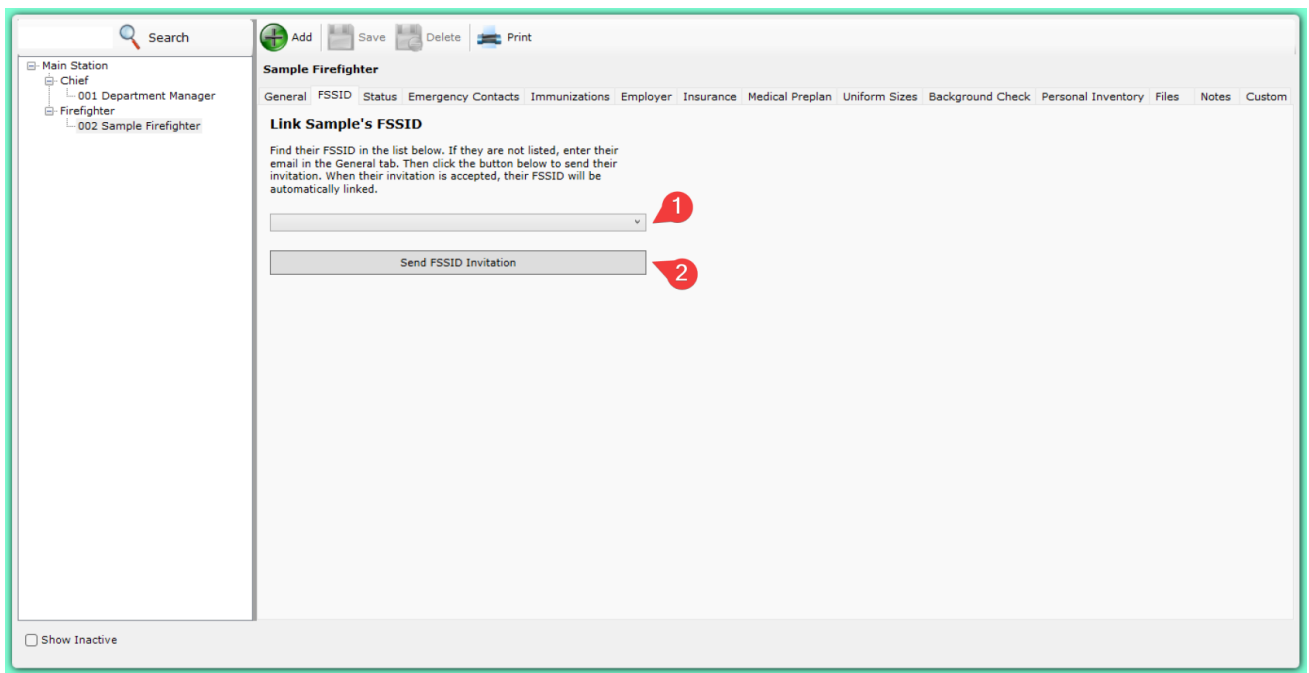 Search
Add Save Delete Print
Main Station
Chief
001 Department Manager
Firefighter
002 Sample Firefighter
Sample Firefighter
General FSSID Status Emergency Contacts Immunizations Employer Insurance Medical Preplan Uniform Sizes Background Check Personal Inventory Files Notes Custom
Link Sample's FSSID
Find their FSSID in the list below. If they are not listed, enter their
email in the General tab. Then click the button below to send their
invitation. When their invitation is accepted, their FSSID will be
automatically linked.
1
Send FSSID Invitation
2
Show Inactive